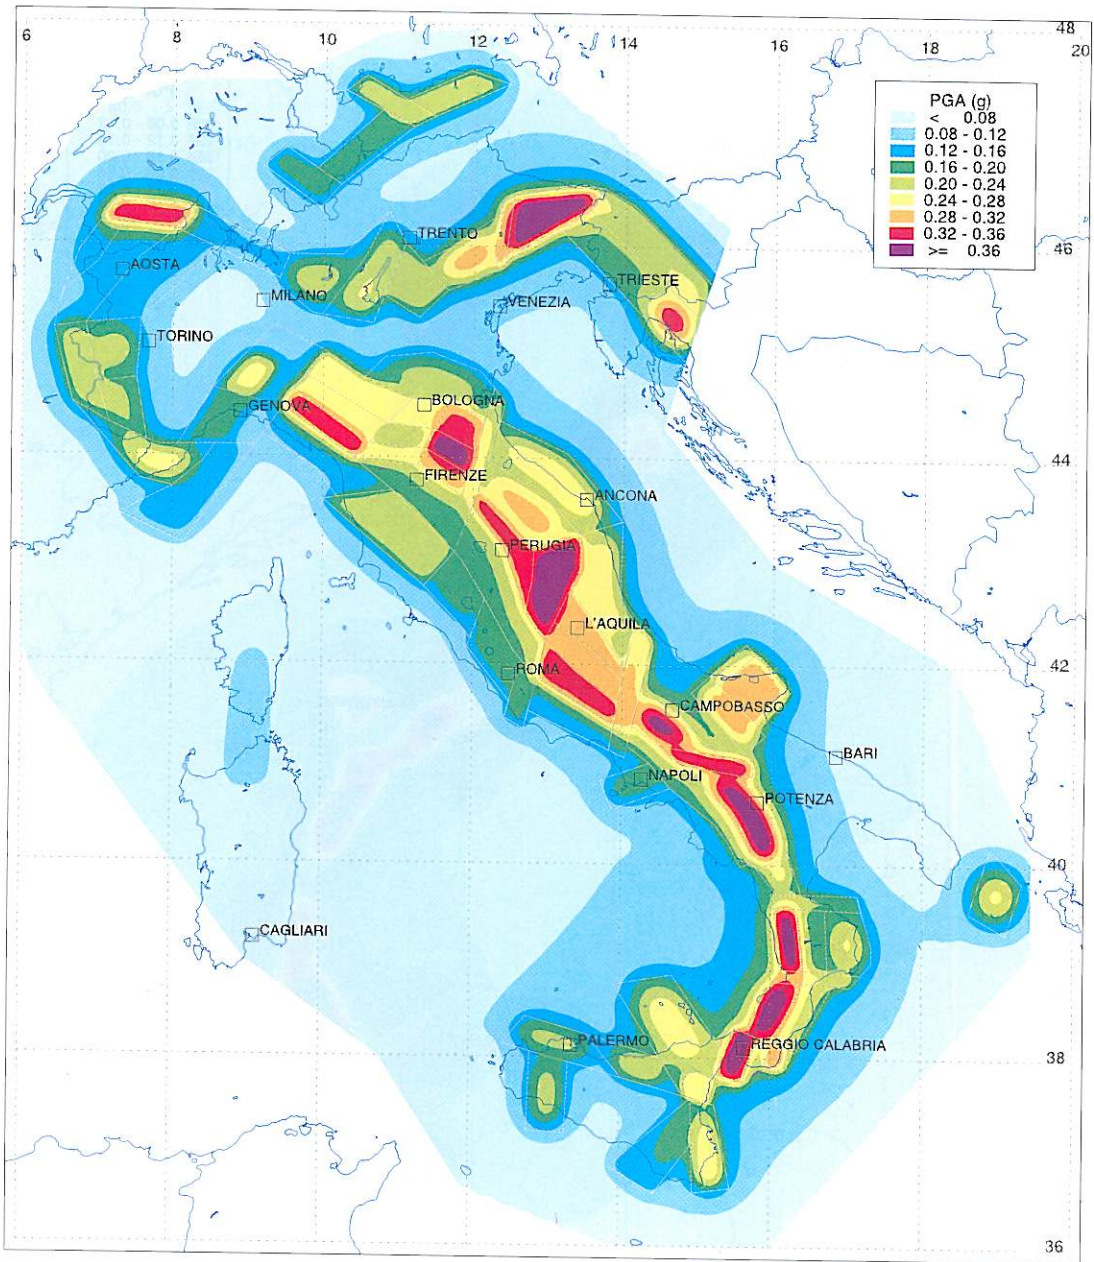 6 8 10 12 14 16 18 20
48
PGA (g)
< 0.08
0.08 - 0.12
0.12 - 0.16
0.16 - 0.20
0.20 - 0.24
0.24 - 0.28
0.28 - 0.32
0.32 - 0.36
>= 0.36
TRENTO
46
AOSTA
TRIESTE
MILANO
VENEZIA
TORINO
BOLOGNA
GENOVA
44
FIRENZE
ANCONA
PERUGIA
L'AQUILA
42
ROMA
CAMPOBASSO
BARI
NAPOLI
POTENZA
40
CAGLIARI
PALERMO
REGGIO CALABRIA
38
36